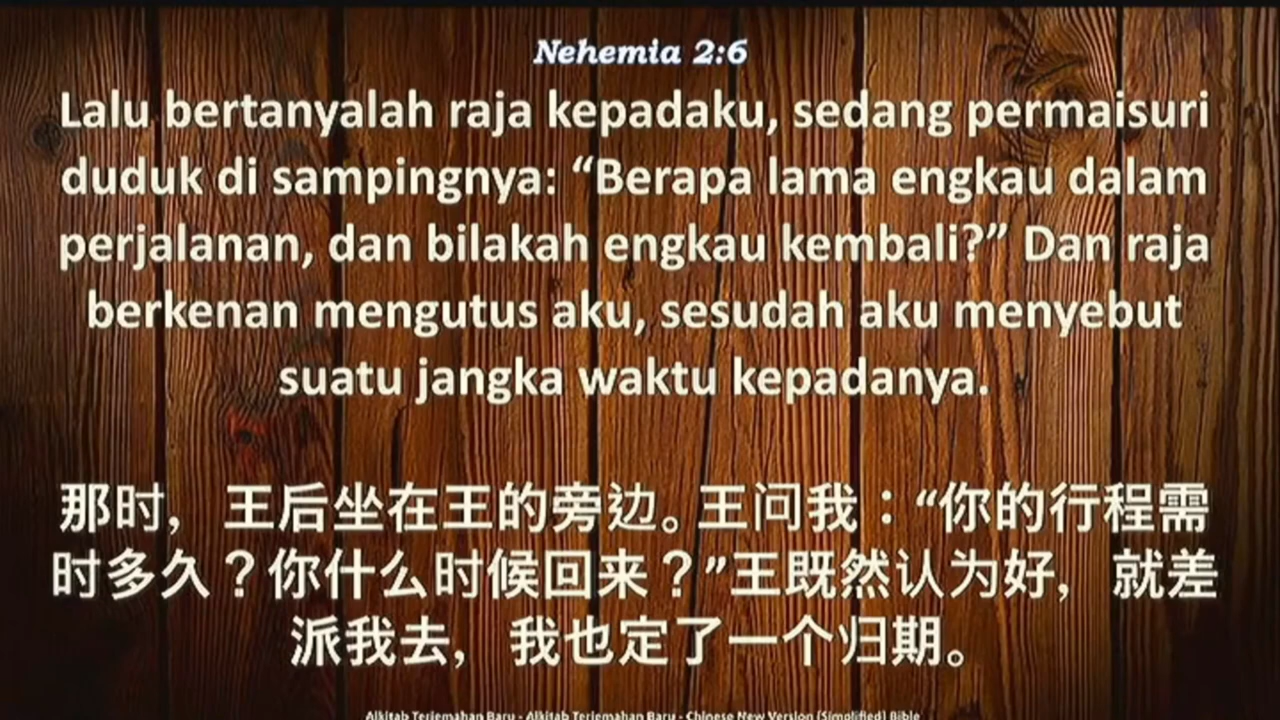 Nehemia 2:6
Lalu bertanyalah raja kepadaku, sedang permaisuri
duduk di sampingnya: “Berapa lama engkau dalam
perjalanan, dan bilakah engkau kembali?” Dan raja
berkenan mengutus aku, sesudah aku menyebut
suatu jangka waktu kepadanya.
那时， 王后坐在王的旁边。王问我：“你的行程需
时多久？你什么时候回来？”王既然认为好， 就差
派我去， 我也定了一个归期。
Alkitab Terjemahan Baru - Alkitab Terjemahan Baru - Chinese New Version (Simplified) Bible